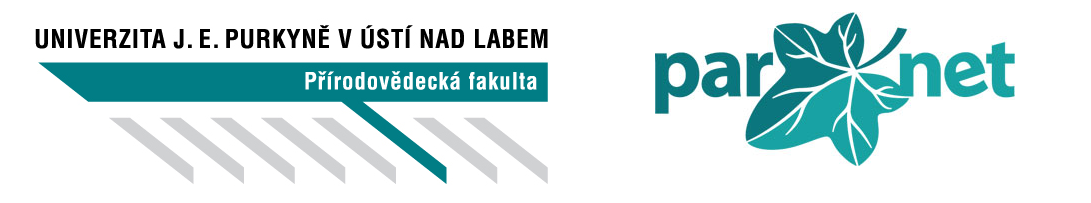 UNIVERZITA J. E. PURKYNĚ V ÚSTÍ NAD LABEM
Přírodovědecká fakulta
par net